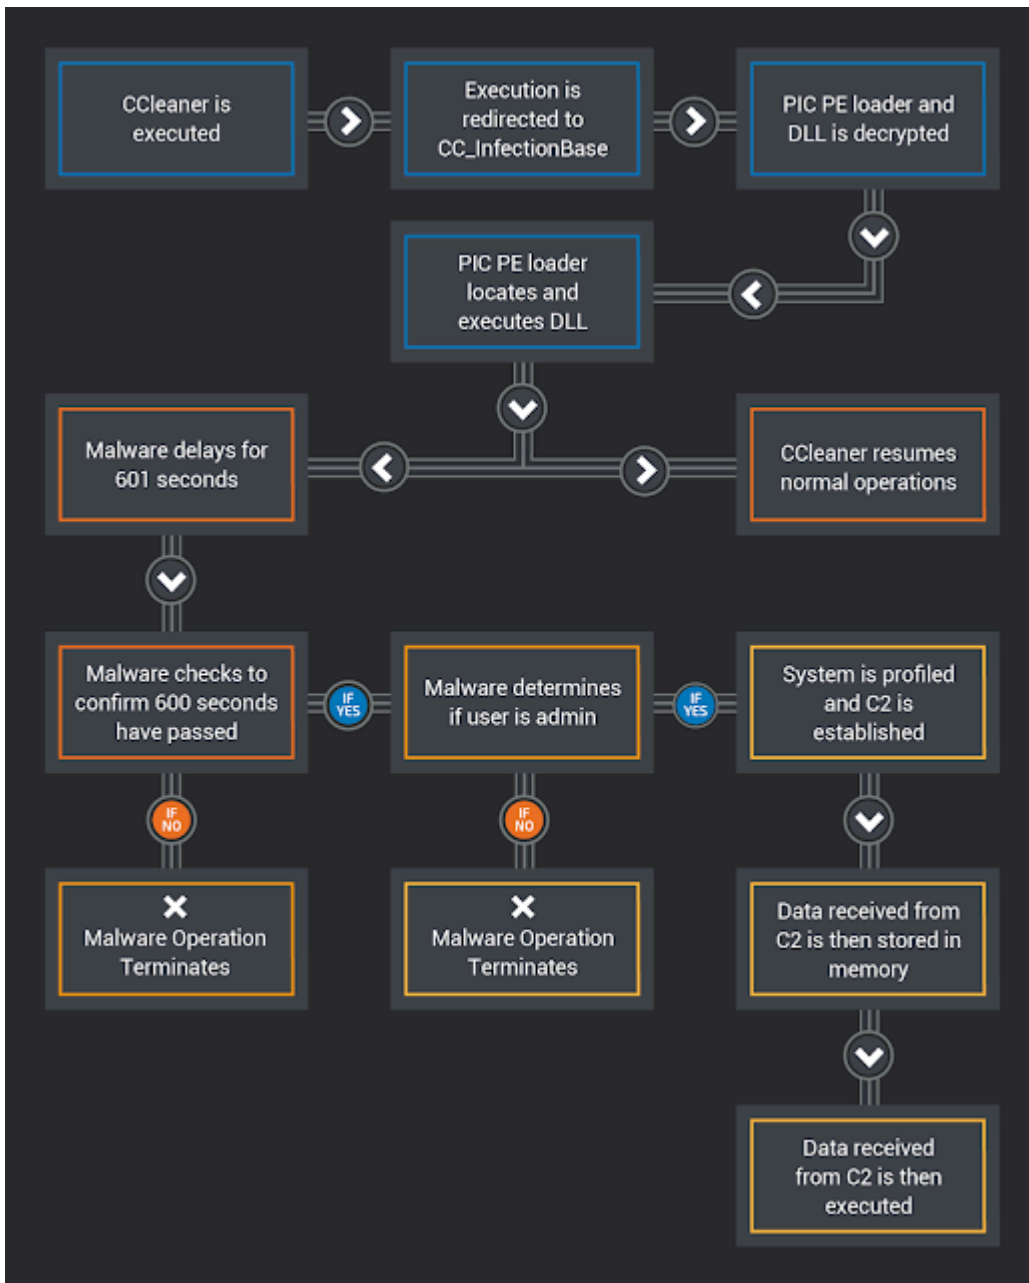 CCleaner is
executed
Execution is
redirected to
CC_InfectionBase
PIC PE loader and
DLL is decrypted
PIC PE loader
locates and
executes DLL
Malware delays for
601 seconds
CCleaner resumes
normal operations
Malware checks to
confirm 600 seconds
have passed
IF
YES
Malware determines
if user is admin
IF
YES
System is profiled
and C2 is
established
IF
NO
IF
NO
Malware Operation
Terminates
Malware Operation
Terminates
Data received from
C2 is then stored in
memory
Data received
from C2 is then
executed